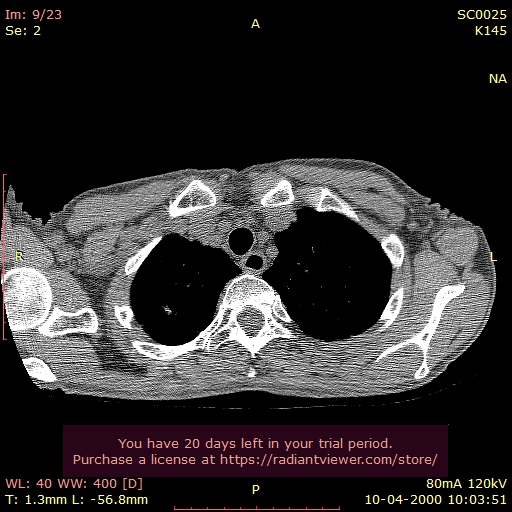 Im: 9/23
Se: 2
A
SC0025
K145
NA
R
L
You have 20 days left in your trial period.
Purchase a license at https://radiantviewer.com/store/
WL: 40 WW: 400 [D]
T: 1.3mm L: -56.8mm
P
80mA 120kV
10-04-2000 10:03:51